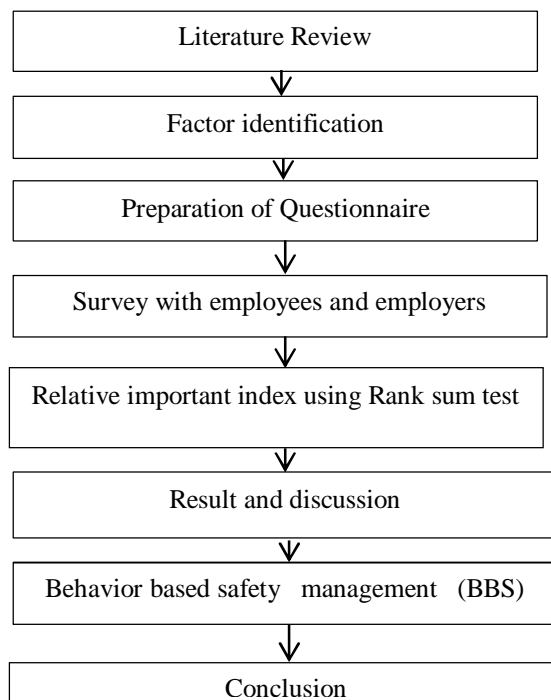 Literature Review
Factor identification
Preparation of Questionnaire
Survey with employees and employers
Relative important index using Rank sum test
Result and discussion
Behavior based safety management (BBS)
Conclusion